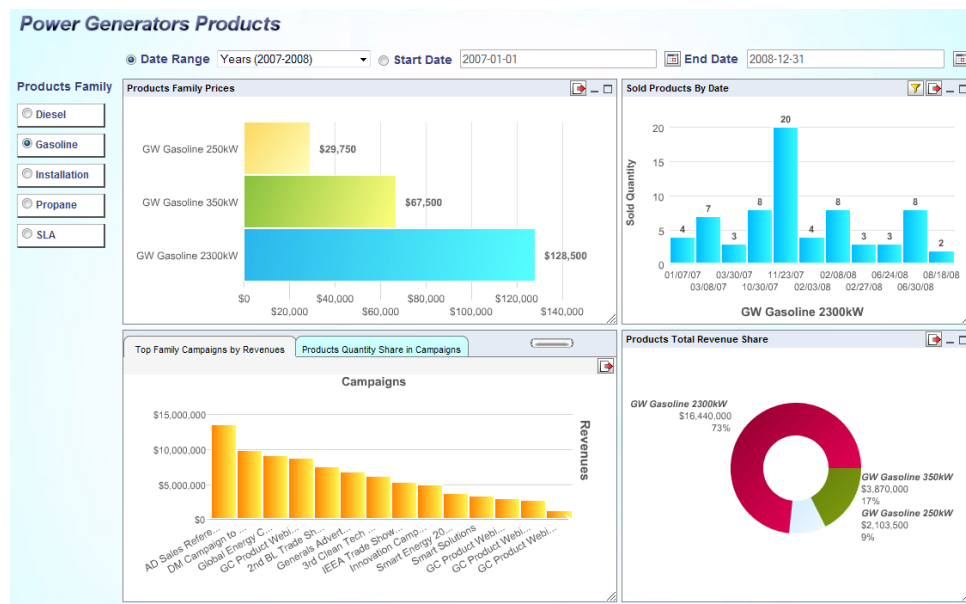 Power Generators Products
Date Range Years (2007-2008) Start Date 2007-01-01 End Date 2008-12-31
Products Family
Diesel
Gasoline
Installation
Propane
SLA
Products Family Prices
GW Gasoline 250kW $29,750
GW Gasoline 350kW $67,500
GW Gasoline 2300kW $128,500
$0 $40,000 $80,000 $120,000
$20,000 $60,000 $100,000 $140,000
Sold Products By Date
Sold Quantity
20
15
10
5
0
4 7 3 8 20 4 8 3 3 8 2
01/07/07 03/30/07 11/23/07 02/08/08 06/24/08 08/18/08
03/08/07 10/30/07 02/03/08 02/27/08 06/30/08
GW Gasoline 2300kW
Top Family Campaigns by Revenues
Products Quantity Share in Campaigns
Campaigns
Revenues
$15,000,000
$10,000,000
$5,000,000
$0
AD Sales Refere...
DM Campaign to ...
Global Energy C...
GC Product Webi...
2nd BL Trade Sh...
Generals Advert...
3rd Clean Tech ...
IEEA Trade Show...
Innovation Camp...
Smart Energy 20...
Smart Solutions
GC Product Webi...
GC Product Webi...
GC Product Webi...
Products Total Revenue Share
GW Gasoline 2300kW
$16,440,000
73%
GW Gasoline 350kW
$3,870,000
17%
GW Gasoline 250kW
$2,103,500
9%